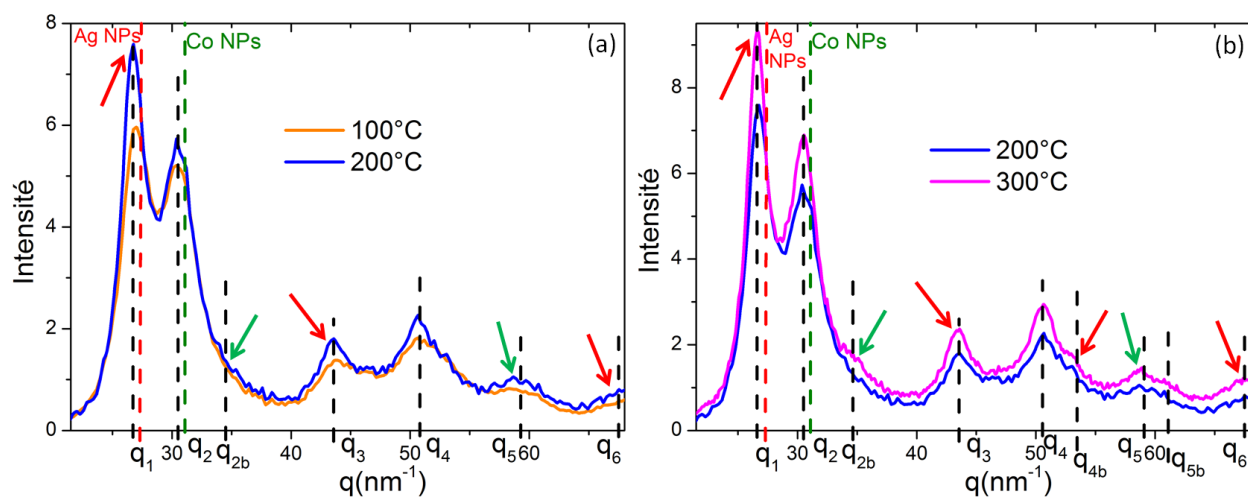 8
6
4
2
0
Intensité
Ag NPs
Co NPs
(a)
100°C
200°C
30
40
50
60
q₁
q₂
q₂b
q₃
q₄
q₅
q₆
q(nm⁻¹)
8
6
4
2
0
Intensité
Ag
NPs
Co NPs
(b)
200°C
300°C
30
40
50
60
q₁
q₂
q₂b
q₃
q₄
q₄b
q₅
q₅b
q₆
q(nm⁻¹)